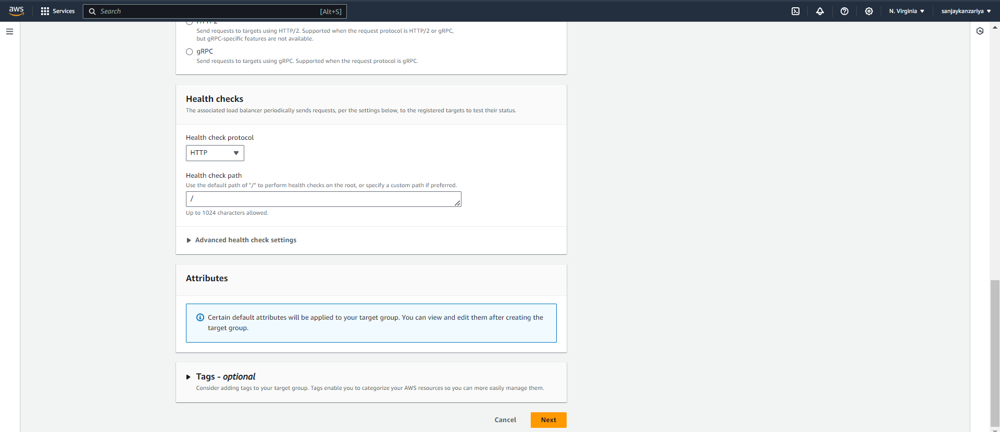 aws
Services
Search
[Alt+S]
N. Virginia
sanjaykanzariya
HTTP2
Send requests to targets using HTTP/2. Supported when the request protocol is HTTP/2 or gRPC,
but gRPC-specific features are not available.
gRPC
Send requests to targets using gRPC. Supported when the request protocol is gRPC.
Health checks
The associated load balancer periodically sends requests, per the settings below, to the registered targets to test their status.
Health check protocol
HTTP
Health check path
Use the default path of "/" to perform health checks on the root, or specify a custom path if preferred.
/
Up to 1024 characters allowed.
Advanced health check settings
Attributes
Certain default attributes will be applied to your target group. You can view and edit them after creating the
target group.
Tags - optional
Consider adding tags to your target group. Tags enable you to categorize your AWS resources so you can more easily manage them.
Cancel
Next